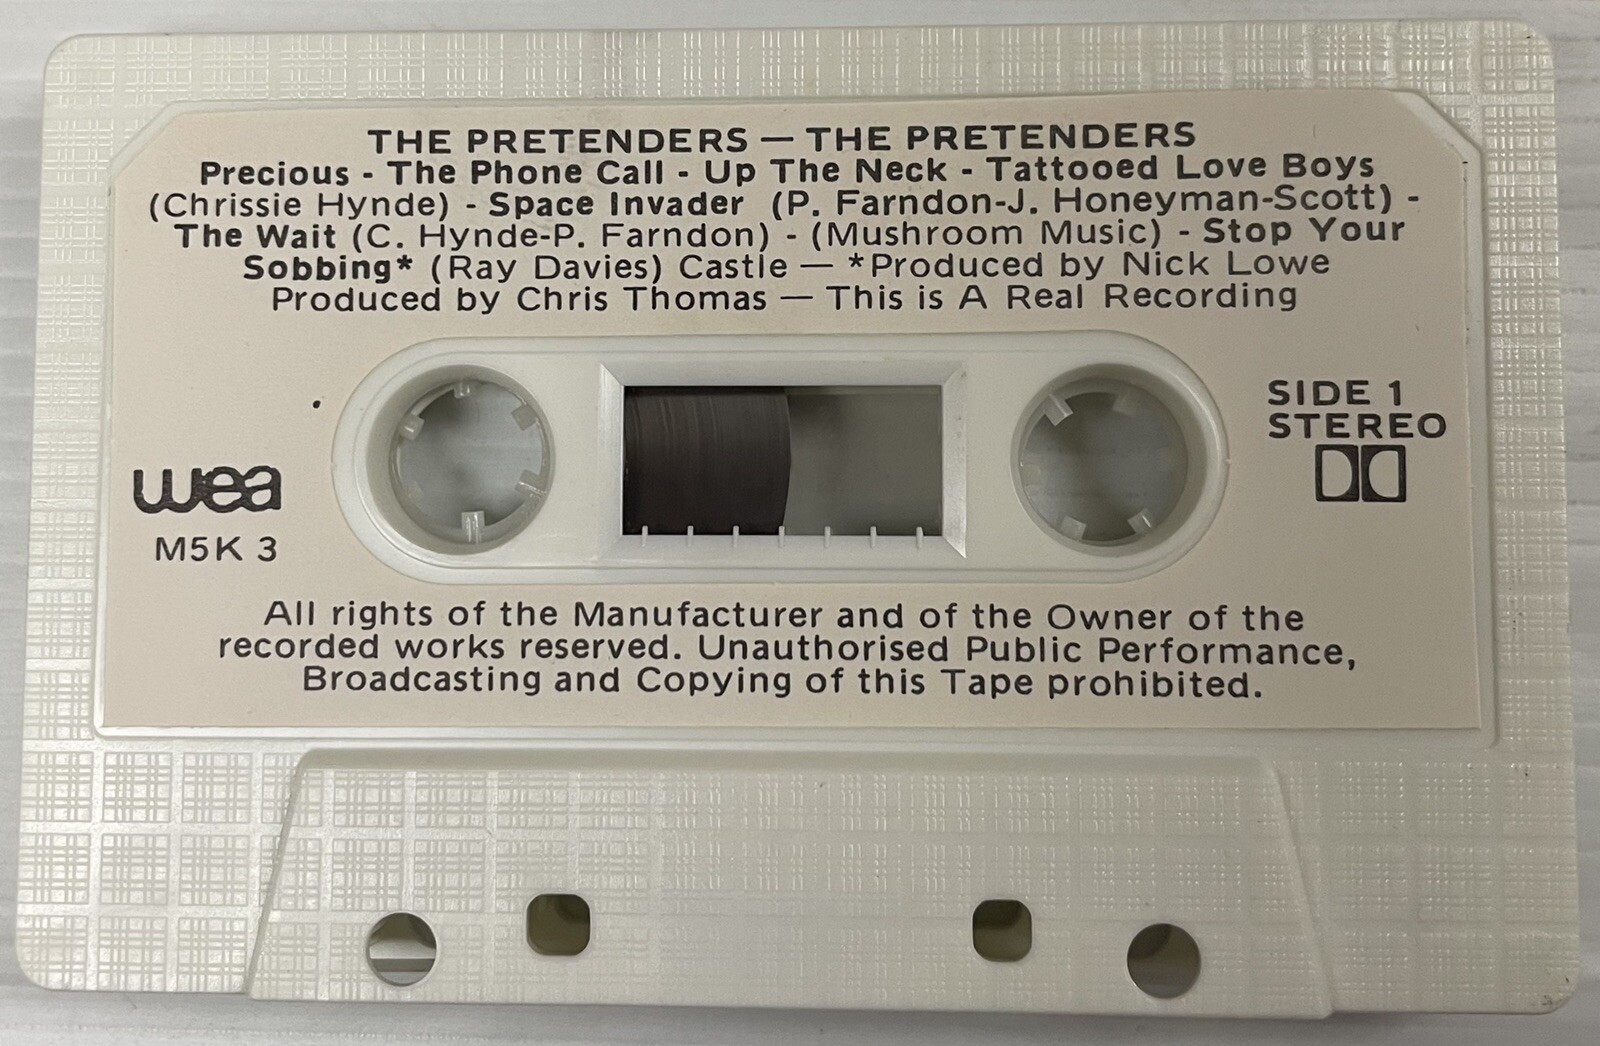 THE PRETENDERS — THE PRETENDERS
Precious - The Phone Call - Up The Neck - Tattooed Love Boys
(Chrissie Hynde) - Space Invader (P. Farndon-J. Honeyman-Scott) -
The Wait (C. Hynde-P. Farndon) - (Mushroom Music) - Stop Your
Sobbing* (Ray Davies) Castle — *Produced by Nick Lowe
Produced by Chris Thomas — This is A Real Recording
SIDE 1
STEREO
wea
M5K 3
All rights of the Manufacturer and of the Owner of the
recorded works reserved. Unauthorised Public Performance,
Broadcasting and Copying of this Tape prohibited.